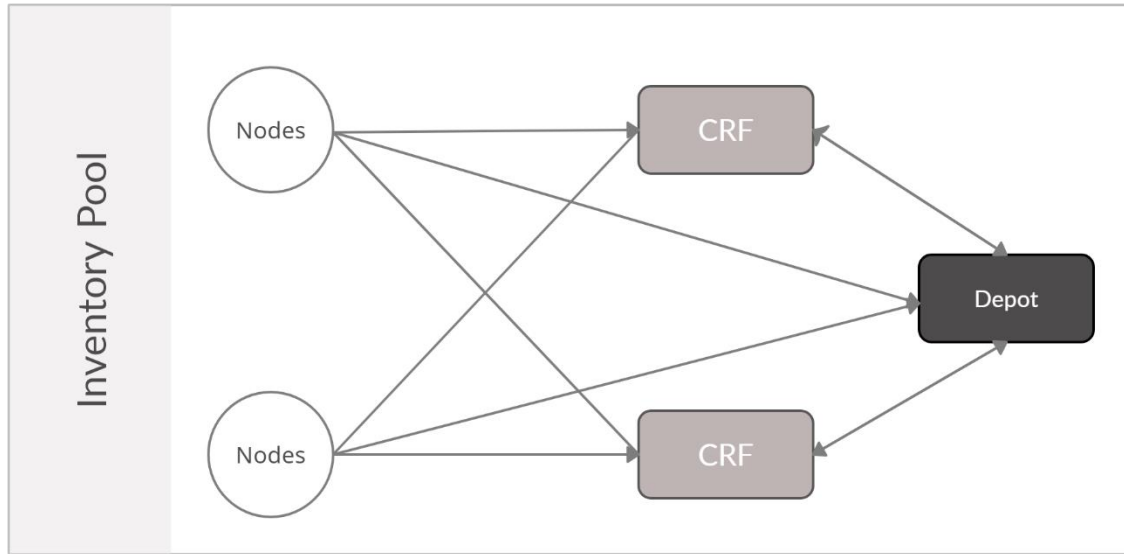 Inventory Pool
Nodes
CRF
Depot
Nodes
CRF